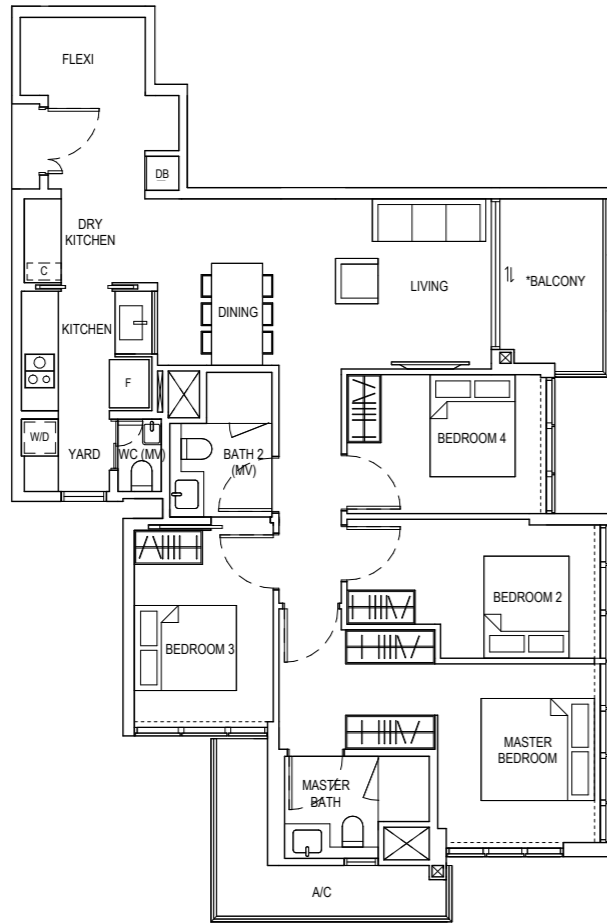 FLEXI
DB
DRY
KITCHEN
C
KITCHEN
DINING
LIVING
*BALCONY
F
W/D
YARD
WC (MV)
BATH 2
(MV)
BEDROOM 4
BEDROOM 2
BEDROOM 3
MASTER
BEDROOM
MASTER
BATH
A/C